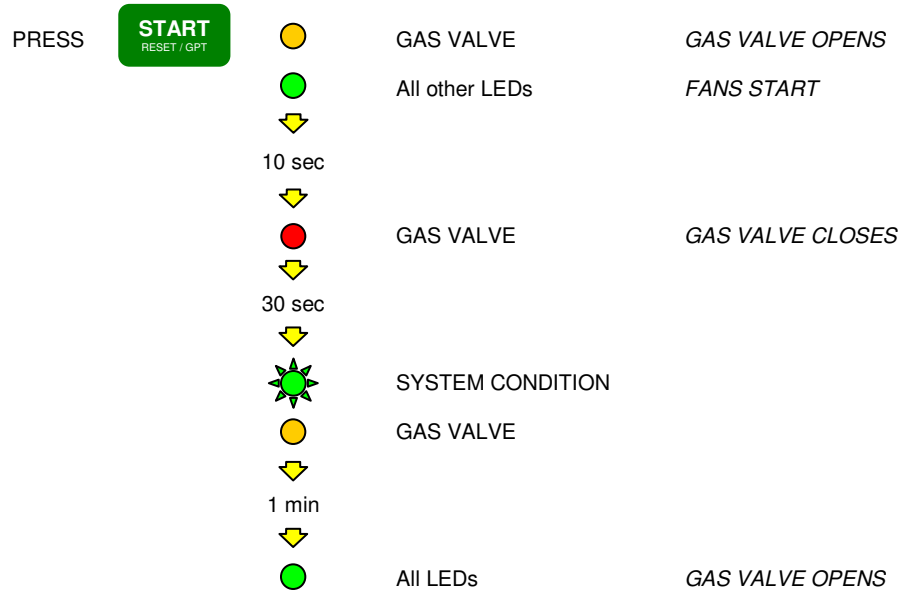 PRESS START GAS VALVE GAS VALVE OPENS
RESET / GPT
All other LEDs FANS START
10 sec
GAS VALVE GAS VALVE CLOSES
30 sec
SYSTEM CONDITION
GAS VALVE
1 min
All LEDs GAS VALVE OPENS